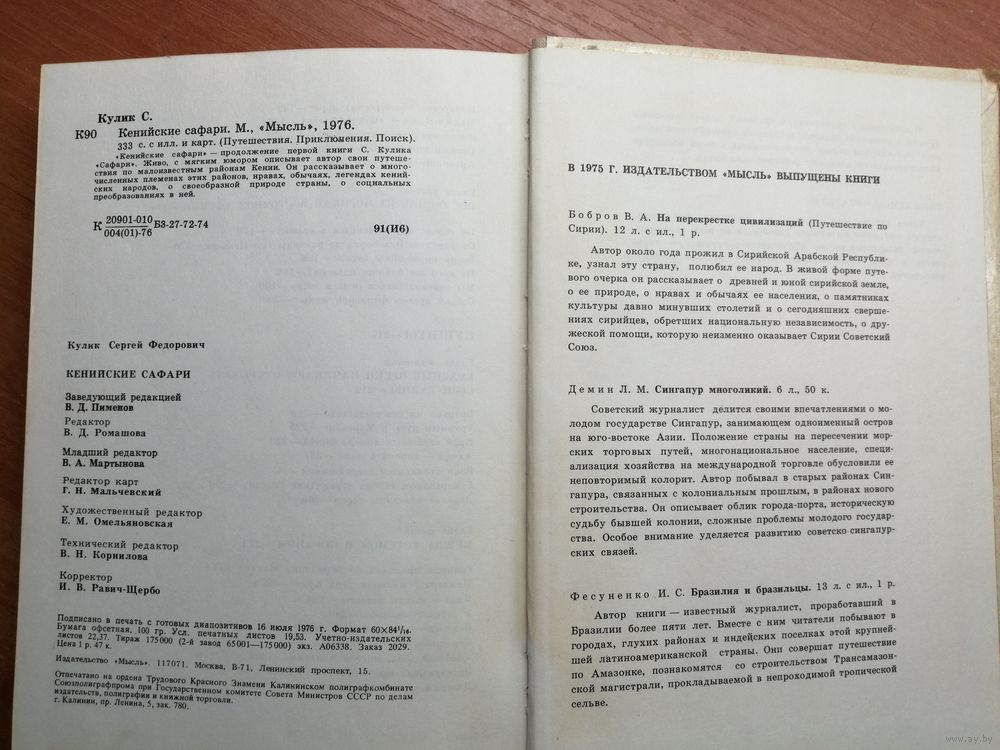 Кулик С.
К90 Кенийские сафари. М., «Мысль», 1976.
333 с. с илл. и карт. (Путешествия. Приключения. Поиск).
«Кенийские сафари» — продолжение первой книги С. Кулика
«Сафари». Живо, с мягким юмором описывает автор свои путеше-
ствия по малоизвестным районам Кении. Он рассказывает о много-
численных племенах этих районов, нравах, обычаях, легендах кений-
ских народов, о своеобразной природе страны, о социальных
преобразованиях в ней.
К 20901-010 БЗ-27-72-74
004(01)-76
91(И6)
Кулик Сергей Федорович
КЕНИЙСКИЕ САФАРИ
Заведующий редакцией
В. Д. Пименов
Редактор
В. Д. Ромашова
Младший редактор
В. А. Мартынова
Редактор карт
Г. Н. Мальчевский
Художественный редактор
Е. М. Омельяновская
Технический редактор
В. Н. Корнилова
Корректор
И. В. Равич-Щербо
Подписано в печать с готовых диапозитивов 16 июля 1976 г. Формат 60×84¹/₁₆.
Бумага офсетная, 100 гр. Усл. печатных листов 19,53. Учетно-издательских
листов 22,37. Тираж 175000 (2-й завод 65001—175000) экз. А06338. Заказ 2029.
Цена 1 р. 47 к.
Издательство «Мысль». 117071. Москва, В-71, Ленинский проспект, 15.
Отпечатано на ордена Трудового Красного Знамени Калининском полиграфкомбинате
Союзполиграфпрома при Государственном комитете Совета Министров СССР по делам
издательств, полиграфии и книжной торговли.
г. Калинин, пр. Ленина, 5, зак. 780.
В 1975 Г. ИЗДАТЕЛЬСТВОМ «МЫСЛЬ» ВЫПУЩЕНЫ КНИГИ
Бобров В. А. На перекрестке цивилизаций (Путешествие по
Сирии). 12 л. с ил., 1 р.
Автор около года прожил в Сирийской Арабской Республи-
ке, узнал эту страну, полюбил ее народ. В живой форме путе-
вого очерка он рассказывает о древней и юной сирийской земле,
о ее природе, о нравах и обычаях ее населения, о памятниках
культуры давно минувших столетий и о сегодняшних сверше-
ниях сирийцев, обретших национальную независимость, о дру-
жеской помощи, которую неизменно оказывает Сирии Советский
Союз.
Демин Л. М. Сингапур многоликий. 6 л., 50 к.
Советский журналист делится своими впечатлениями о мо-
лодом государстве Сингапур, занимающем одноименный остров
на юго-востоке Азии. Положение страны на пересечении мор-
ских торговых путей, многонациональное население, специ-
ализация хозяйства на международной торговле обусловили ее
неповторимый колорит. Автор побывал в старых районах Син-
гапура, связанных с колониальным прошлым, в районах нового
строительства. Он описывает облик города-порта, историческую
судьбу бывшей колонии, сложные проблемы молодого государ-
ства. Особое внимание уделяется развитию советско-сингапур-
ских связей.
Фесуненко И. С. Бразилия и бразильцы. 13 л. с ил., 1 р.
Автор книги — известный журналист, проработавший в
Бразилии более пяти лет. Вместе с ним читатели побывают в
городах, глухих районах и индейских поселках этой крупней-
шей латиноамериканской страны. Они совершат путешествие
по Амазонке, познакомятся со строительством Трансамазон-
ской магистрали, прокладываемой в непроходимой тропической
сельве.
www.ay.by